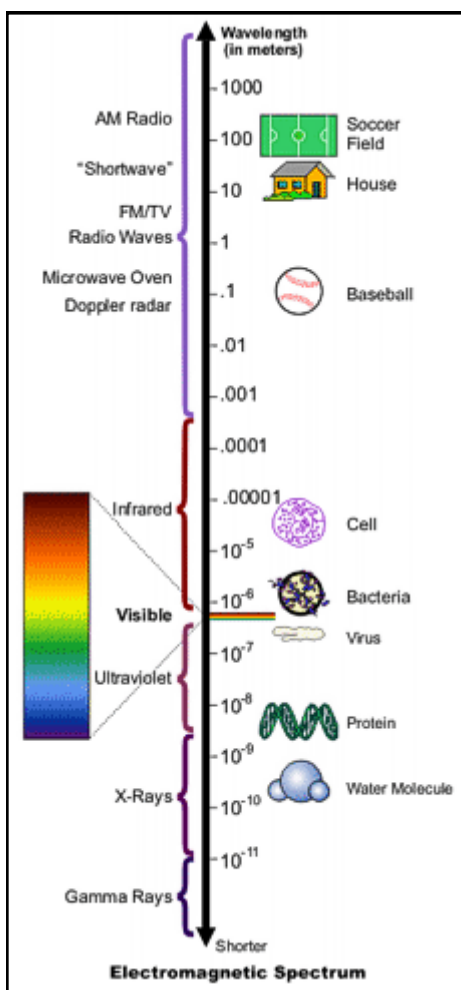 Wavelength
(in meters)
1000
AM Radio
100
Soccer
Field
"Shortwave"
10
House
FM/TV
Radio Waves
1
Microwave Oven
Doppler radar
.1
Baseball
.01
.001
.0001
Infrared
.00001
Cell
10-5
10-6
Bacteria
Visible
Virus
10-7
Ultraviolet
10-8
Protein
10-9
X-Rays
10-10
Water Molecule
10-11
Gamma Rays
Shorter
Electromagnetic Spectrum